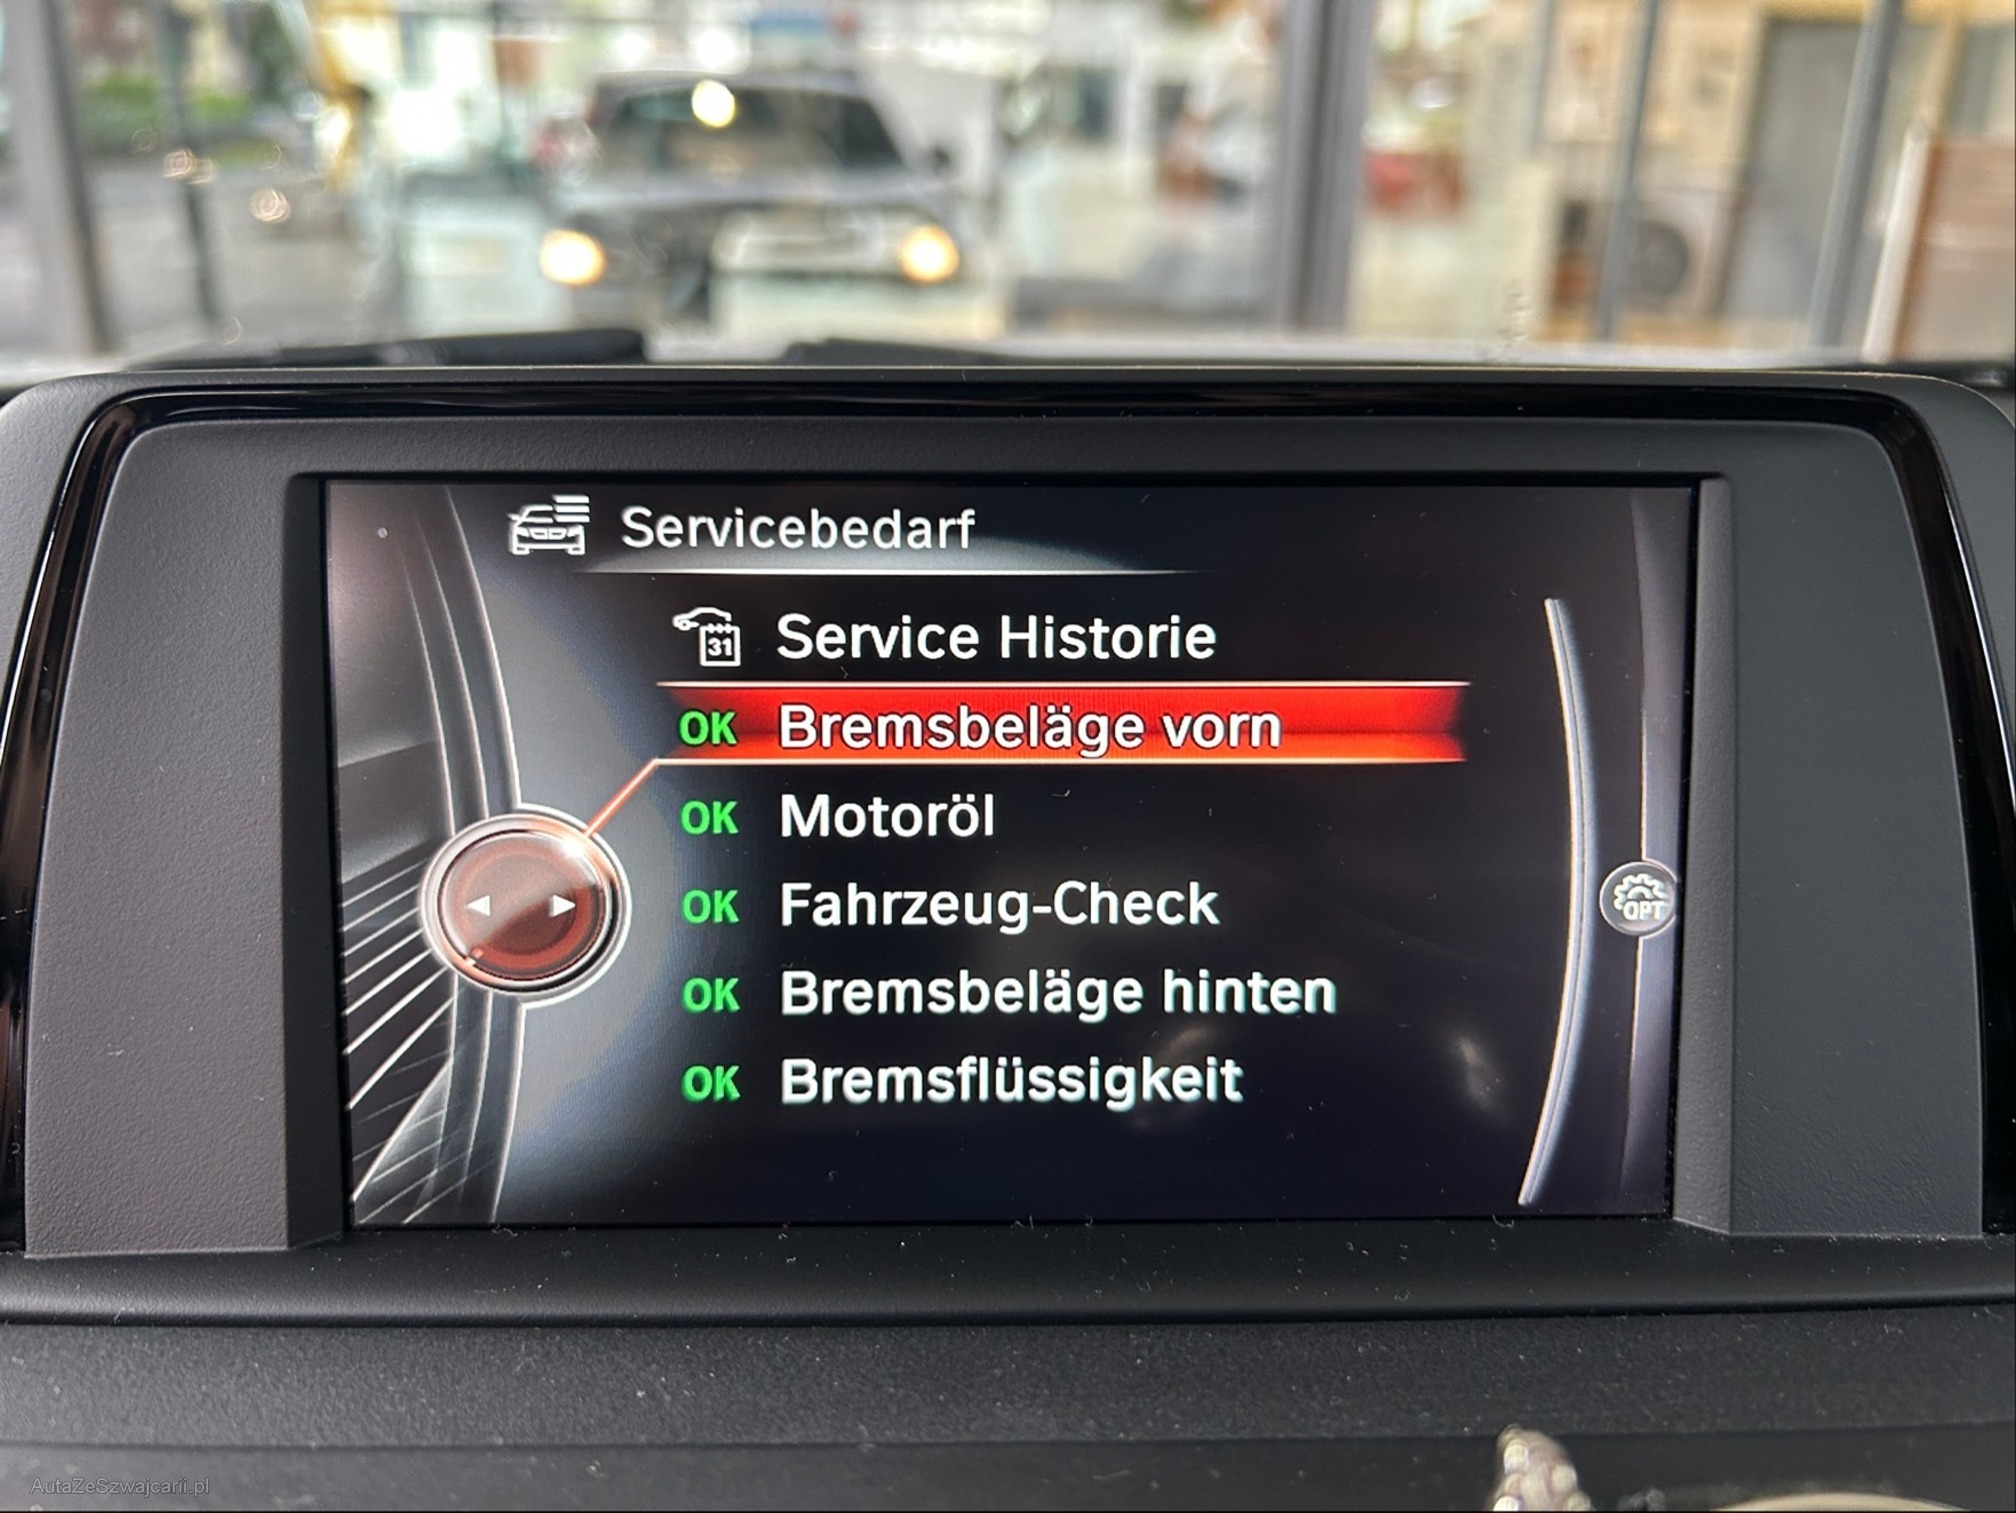 Servicebedarf
31 Service Historie
OK Bremsbeläge vorn
OK Motoröl
OK Fahrzeug-Check
OPT
OK Bremsbeläge hinten
OK Bremsflüssigkeit
AutaZeSzwajcarii.pl